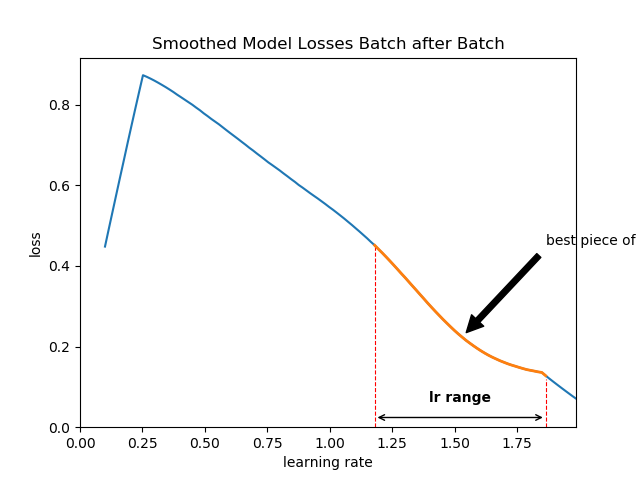 Smoothed Model Losses Batch after Batch
loss
0.8
0.6
0.4
0.2
0.0
best piece of
lr range
0.00 0.25 0.50 0.75 1.00 1.25 1.50 1.75
learning rate